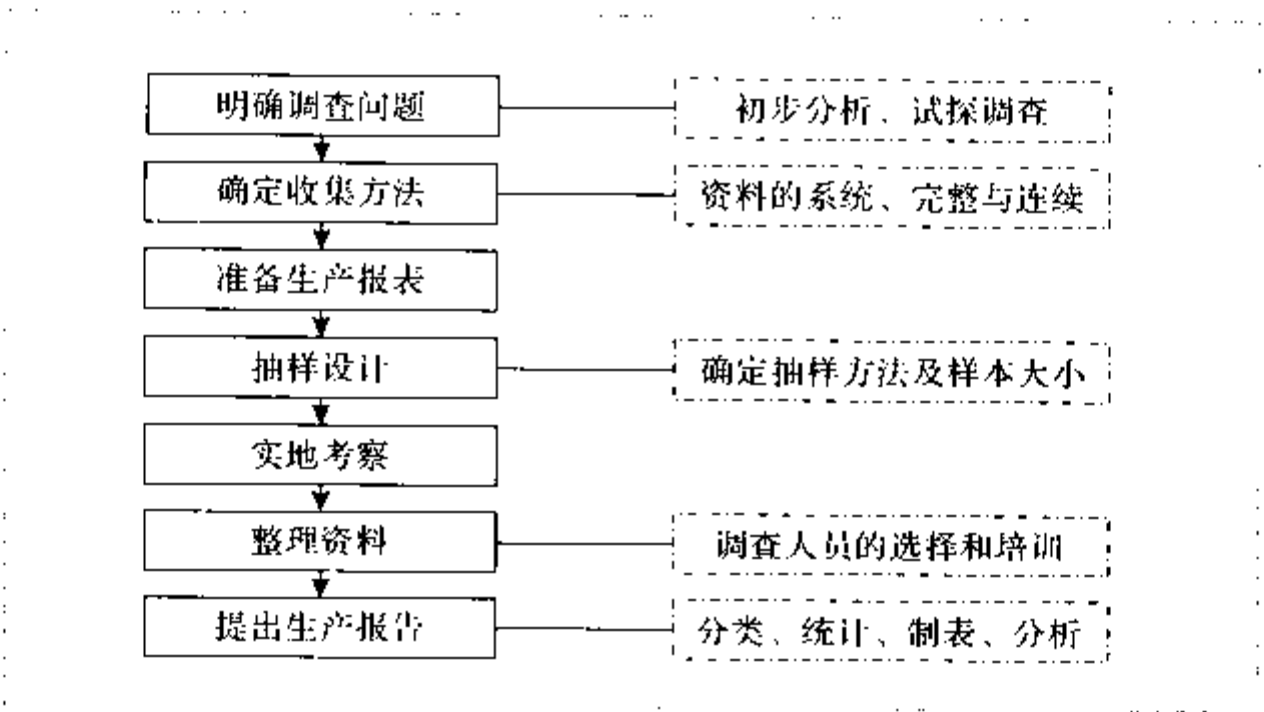 明确调查问题
初步分析、试探调查
确定收集方法
资料的系统、完整与连续
准备生产报表
抽样设计
确定抽样方法及样本大小
实地考察
整理资料
调查人员的选择和培训
提出生产报告
分类、统计、制表、分析